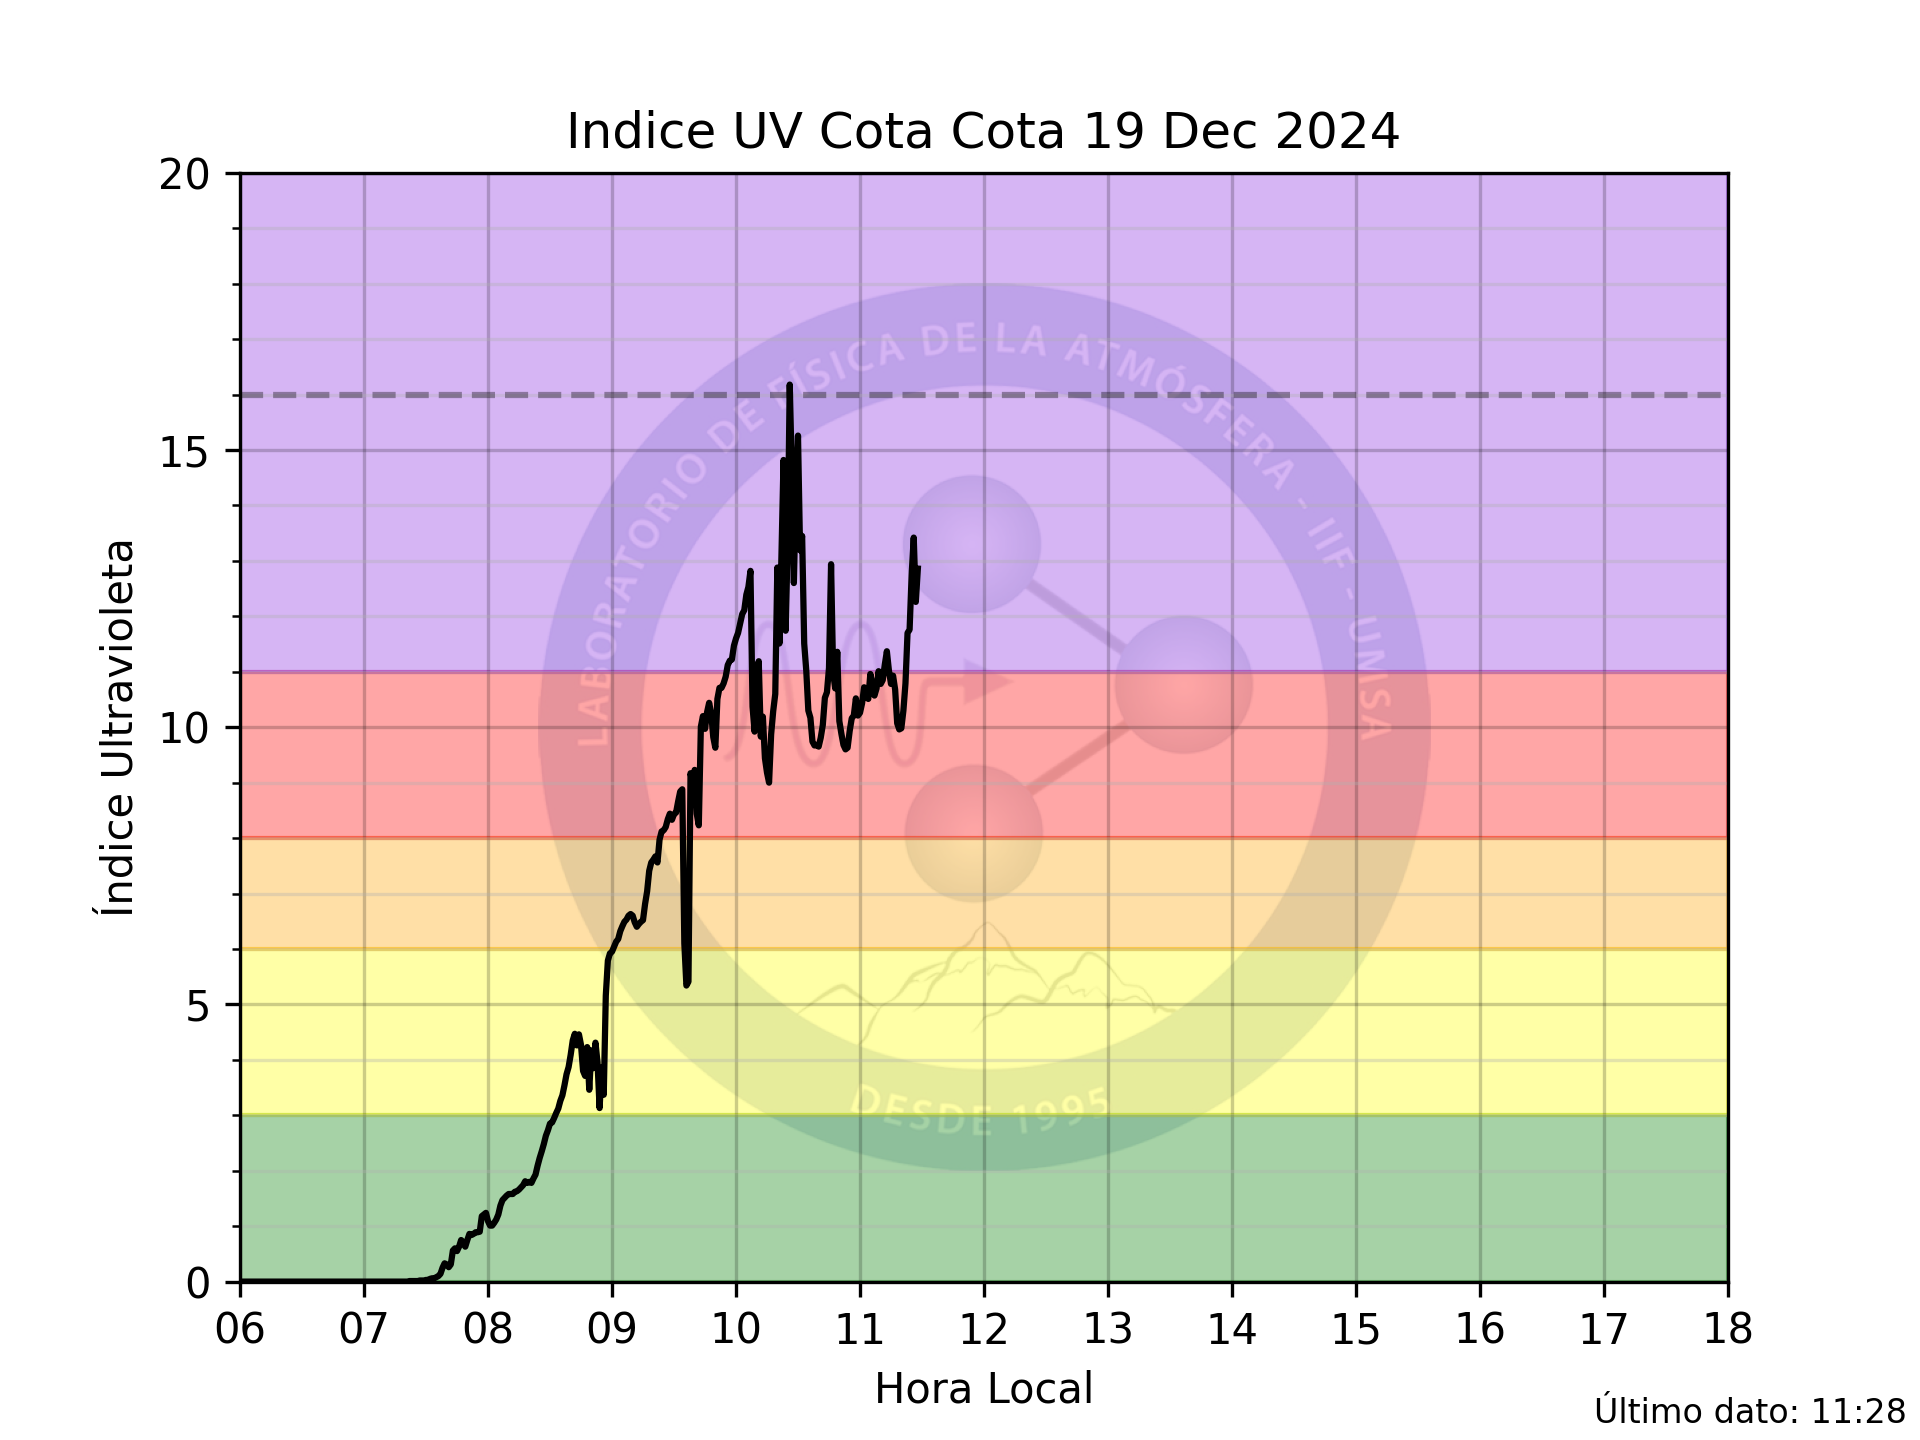 Indice UV Cota Cota 19 Dec 2024
20
15
10
5
0
Índice Ultravioleta
LABORATORIO DE FÍSICA DE LA ATMÓSFERA - IIF - UMSA
DESDE 1995
06 07 08 09 10 11 12 13 14 15 16 17 18
Hora Local
Último dato: 11:28